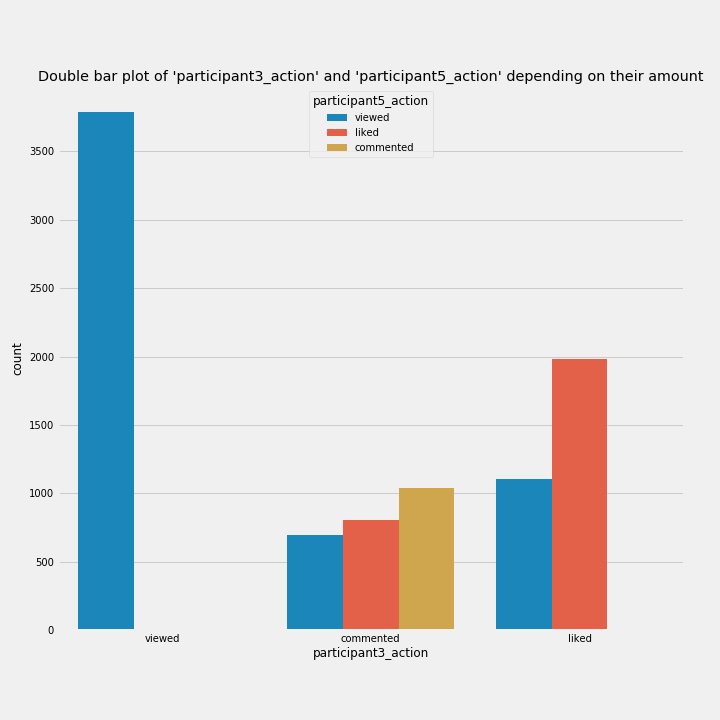 Double bar plot of 'participant3_action' and 'participant5_action' depending on their amount
participant5_action
viewed
liked
commented
3500
3000
2500
2000
1500
1000
500
0
count
viewed
commented
liked
participant3_action